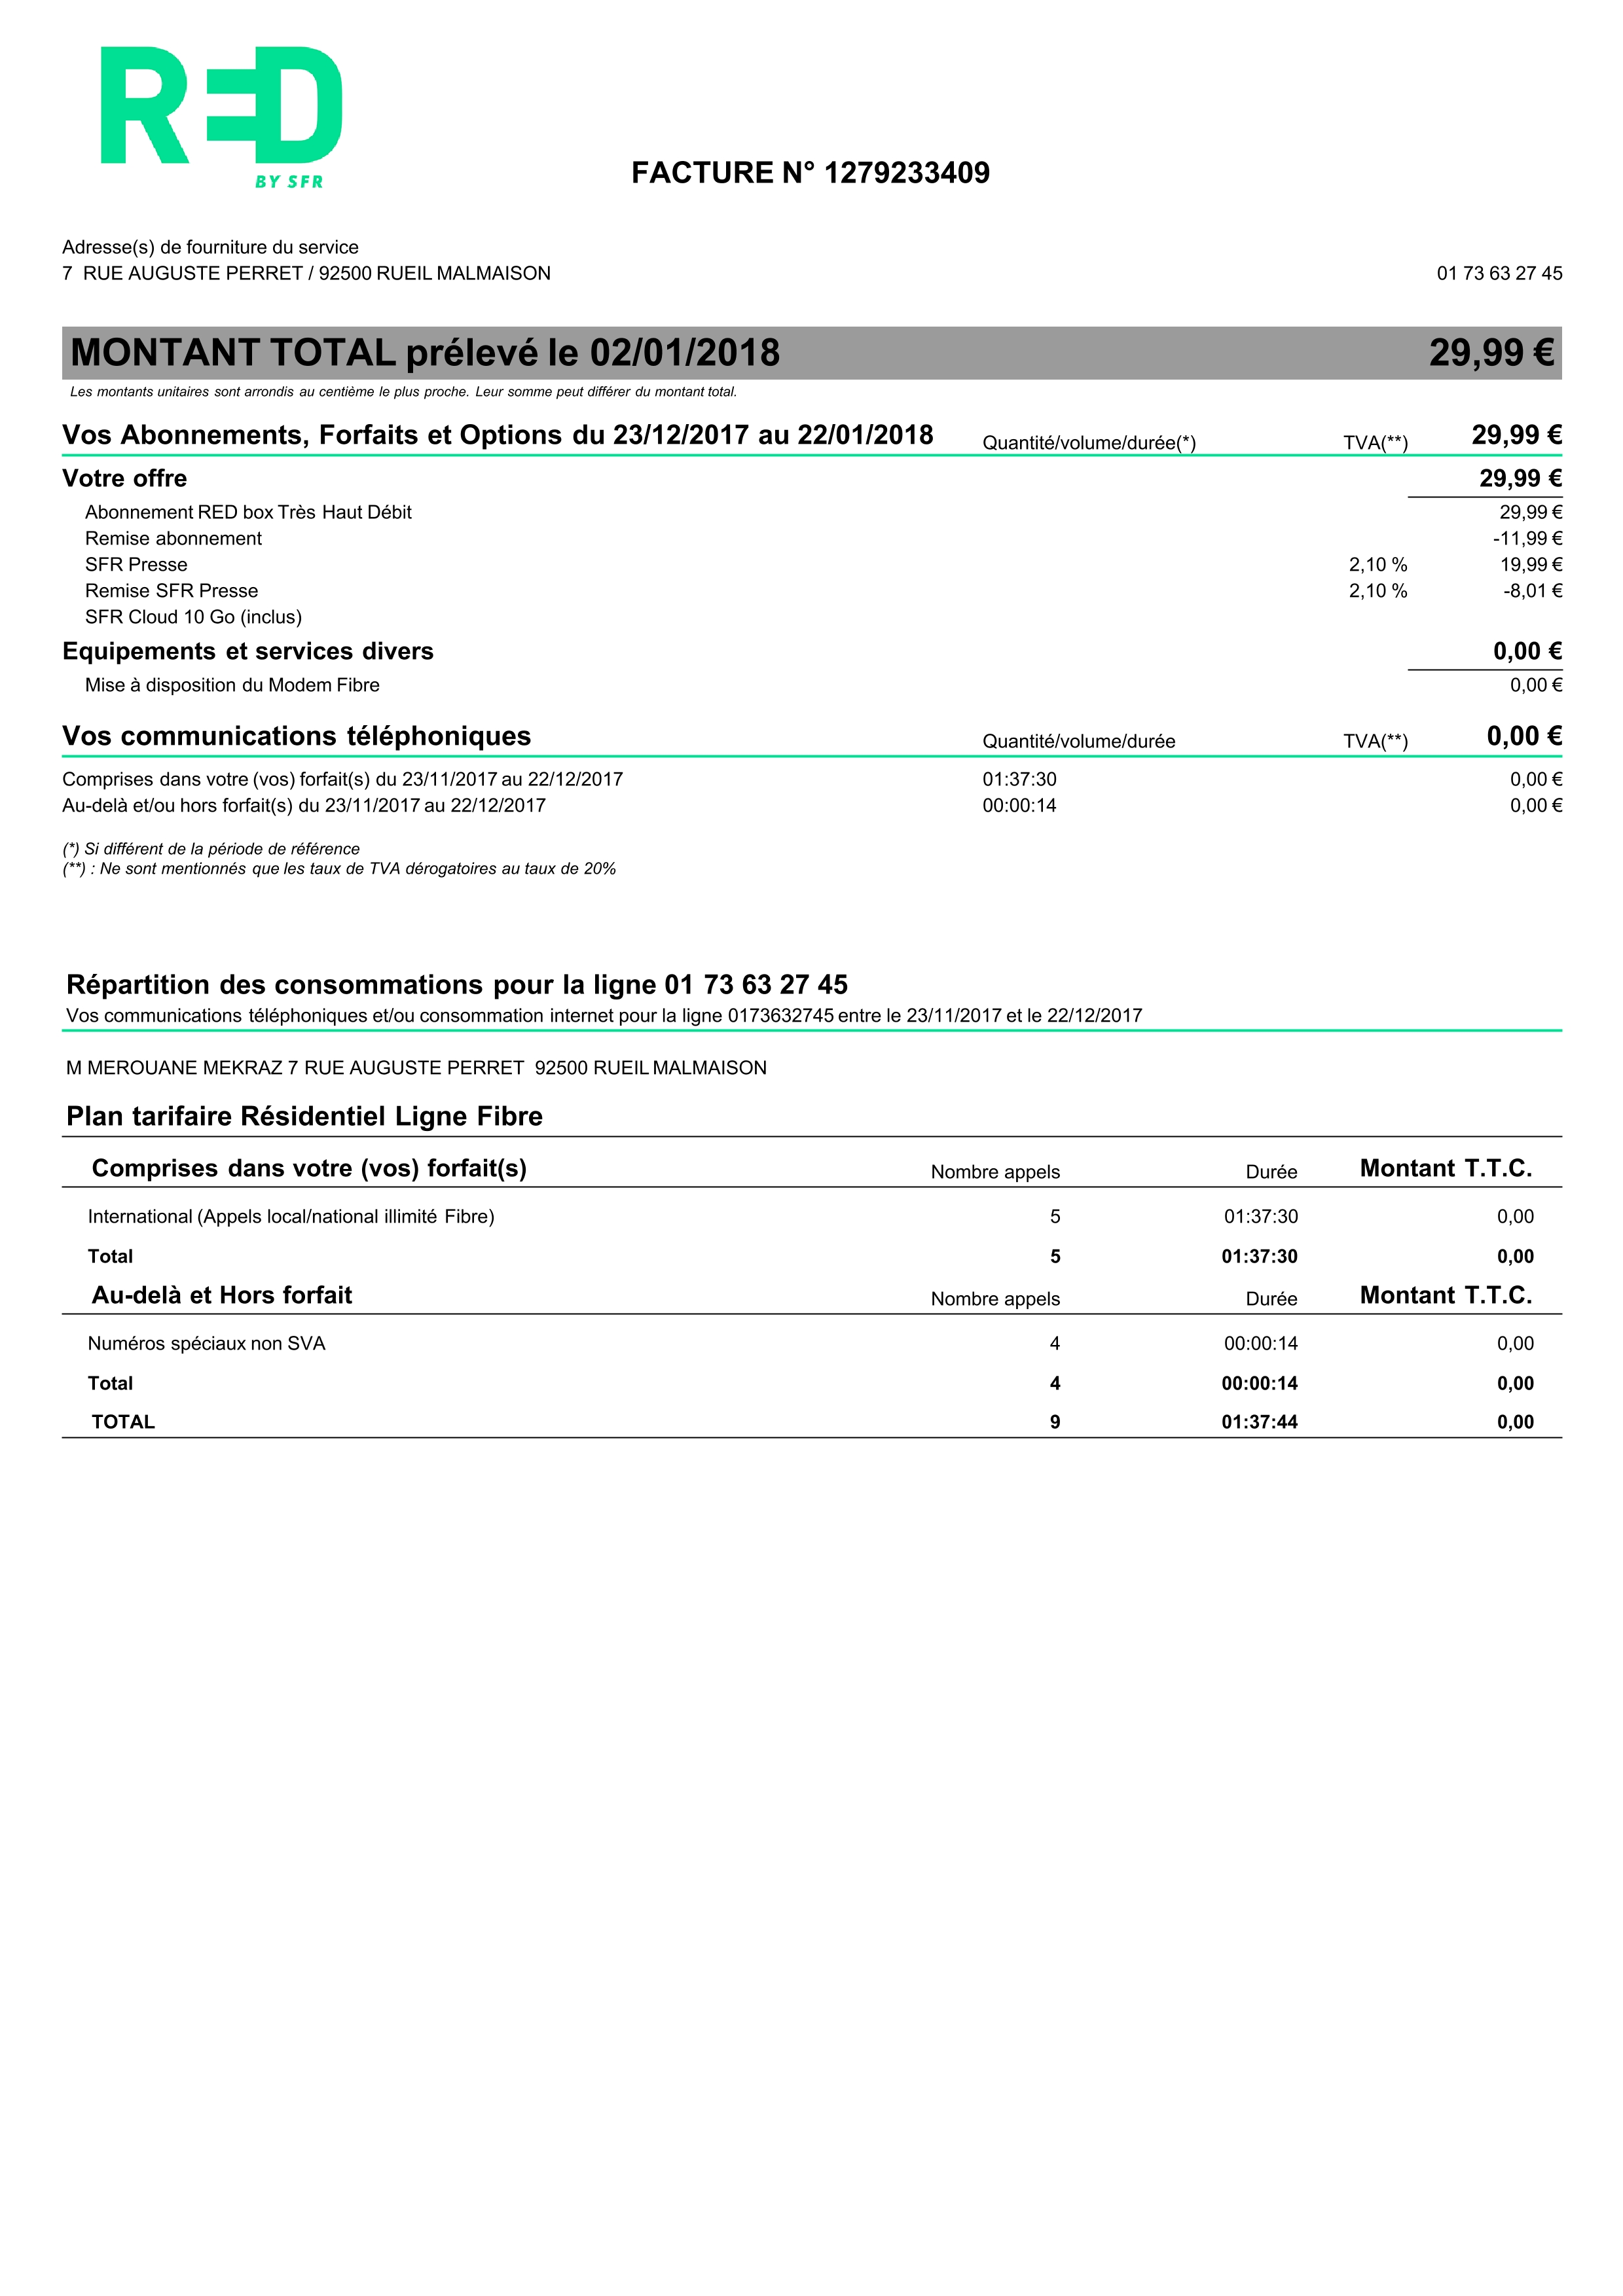 RED
BY SFR
FACTURE N° 1279233409
Adresse(s) de fourniture du service
7 RUE AUGUSTE PERRET / 92500 RUEIL MALMAISON 01 73 63 27 45
MONTANT TOTAL prélevé le 02/01/2018 29,99 €
Les montants unitaires sont arrondis au centième le plus proche. Leur somme peut différer du montant total.
Vos Abonnements, Forfaits et Options du 23/12/2017 au 22/01/2018 Quantité/volume/durée(*) TVA(**) 29,99 €
Votre offre 29,99 €
Abonnement RED box Très Haut Débit 29,99 €
Remise abonnement -11,99 €
SFR Presse 2,10 % 19,99 €
Remise SFR Presse 2,10 % -8,01 €
SFR Cloud 10 Go (inclus)
Equipements et services divers 0,00 €
Mise à disposition du Modem Fibre 0,00 €
Vos communications téléphoniques Quantité/volume/durée TVA(**) 0,00 €
Comprises dans votre (vos) forfait(s) du 23/11/2017 au 22/12/2017 01:37:30 0,00 €
Au-delà et/ou hors forfait(s) du 23/11/2017 au 22/12/2017 00:00:14 0,00 €
(*) Si différent de la période de référence
(**) : Ne sont mentionnés que les taux de TVA dérogatoires au taux de 20%
Répartition des consommations pour la ligne 01 73 63 27 45
Vos communications téléphoniques et/ou consommation internet pour la ligne 0173632745 entre le 23/11/2017 et le 22/12/2017
M MEROUANE MEKRAZ 7 RUE AUGUSTE PERRET 92500 RUEIL MALMAISON
Plan tarifaire Résidentiel Ligne Fibre
Comprises dans votre (vos) forfait(s) Nombre appels Durée Montant T.T.C.
International (Appels local/national illimité Fibre) 5 01:37:30 0,00
Total 5 01:37:30 0,00
Au-delà et Hors forfait Nombre appels Durée Montant T.T.C.
Numéros spéciaux non SVA 4 00:00:14 0,00
Total 4 00:00:14 0,00
TOTAL 9 01:37:44 0,00